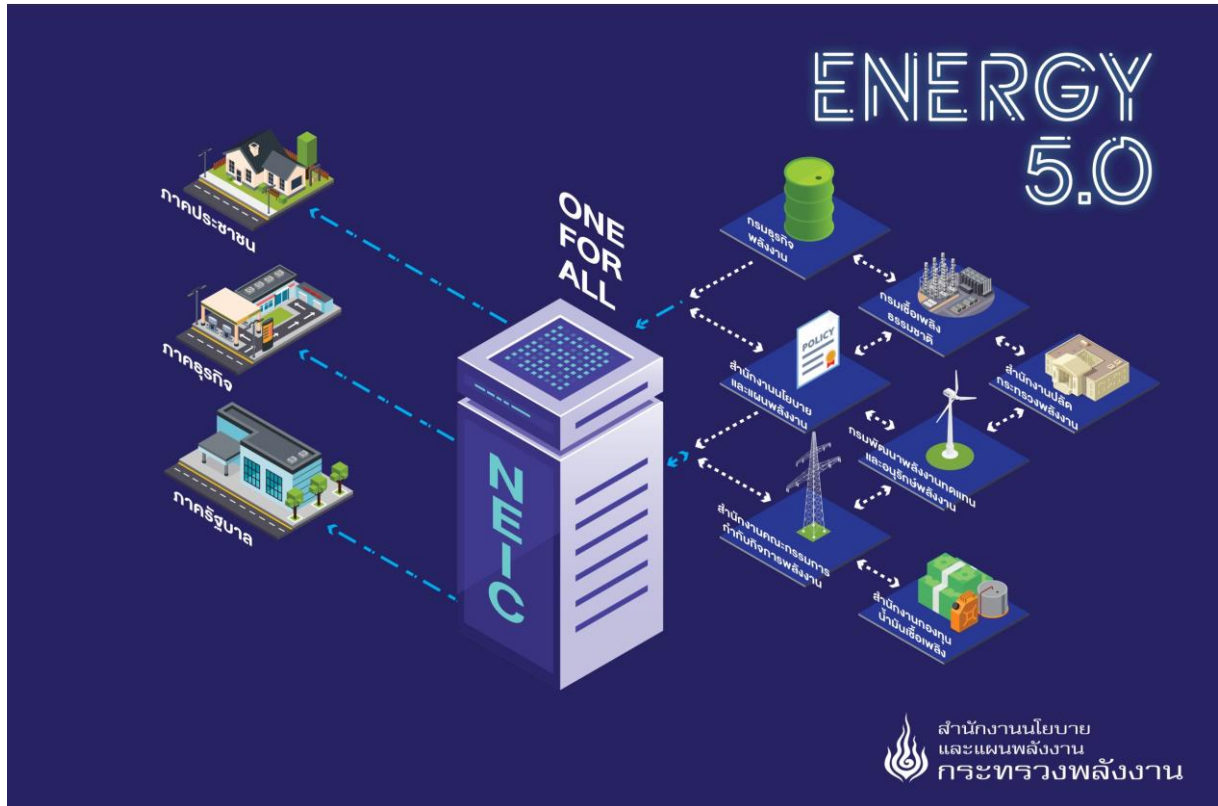 ENERGY
5.0
ภาคประชาชน
ภาคธุรกิจ
ภาครัฐบาล
ONE
FOR
ALL
NEIC
กรมธุรกิจ
พลังงาน
กรมเชื้อเพลิง
ธรรมชาติ
POLICY
สำนักงานนโยบาย
และแผนพลังงาน
สำนักงานปลัด
กระทรวงพลังงาน
กรมพัฒนาพลังงานทดแทน
และอนุรักษ์พลังงาน
สำนักงานคณะกรรมการ
กำกับกิจการพลังงาน
สำนักงานกองทุน
น้ำมันเชื้อเพลิง
สำนักงานนโยบาย
และแผนพลังงาน
กระทรวงพลังงาน